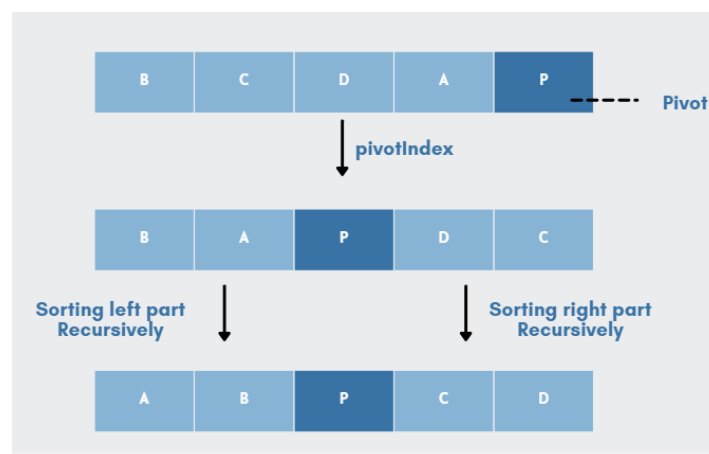 B C D A P
Pivot
pivotIndex
B A P D C
Sorting left part
Recursively
Sorting right part
Recursively
A B P C D